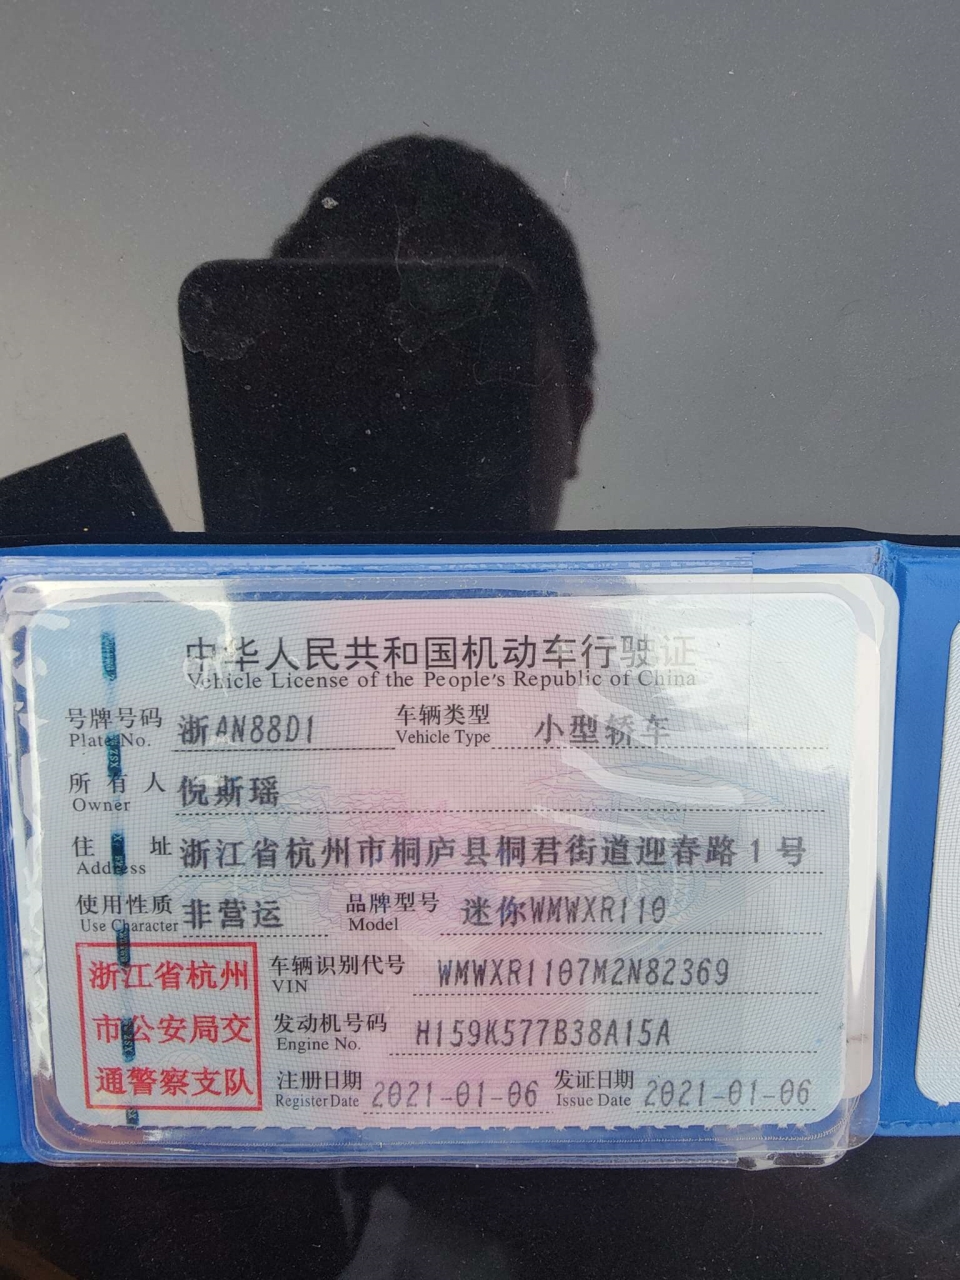 中华人民共和国机动车行驶证
Vehicle License of the People's Republic of China
号牌号码 浙AN88D1 车辆类型 小型轿车
Plate No. Vehicle Type
所有人 倪斯瑶
Owner
住址 浙江省杭州市桐庐县桐君街道迎春路1号
Address
使用性质 非营运 品牌型号 迷你WMWXR110
Use Character Model
浙江省杭州
市公安局交
通警察支队
车辆识别代号 WMWXR1107M2N82369
VIN
发动机号码 H159K577B38A15A
Engine No.
注册日期 2021-01-06 发证日期 2021-01-06
Register Date Issue Date